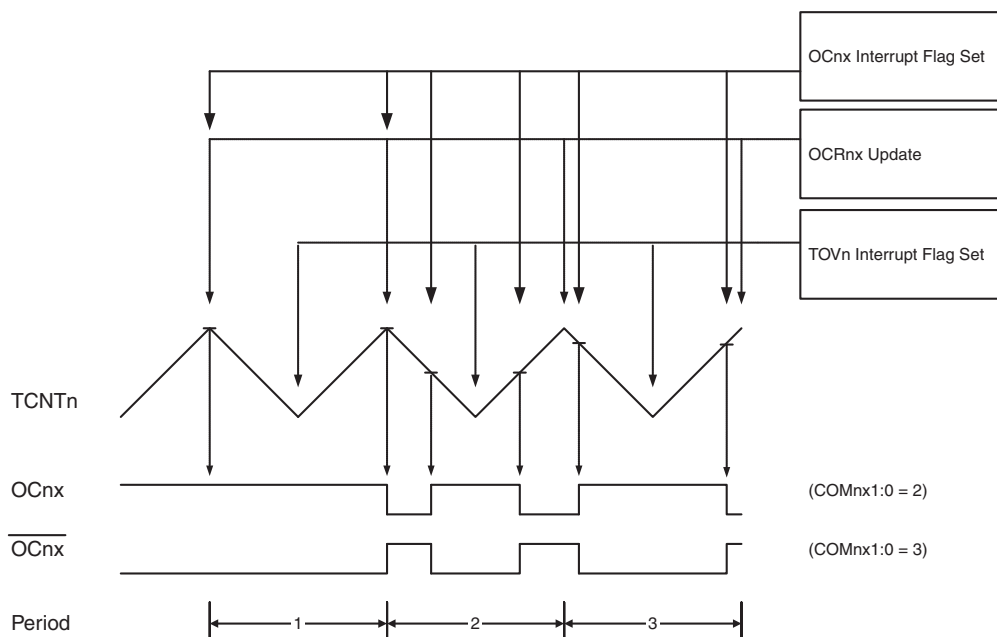 OCnx Interrupt Flag Set
OCRnx Update
TOVn Interrupt Flag Set
TCNTn
OCnx
(COMnx1:0 = 2)
OCnx
(COMnx1:0 = 3)
Period
1
2
3